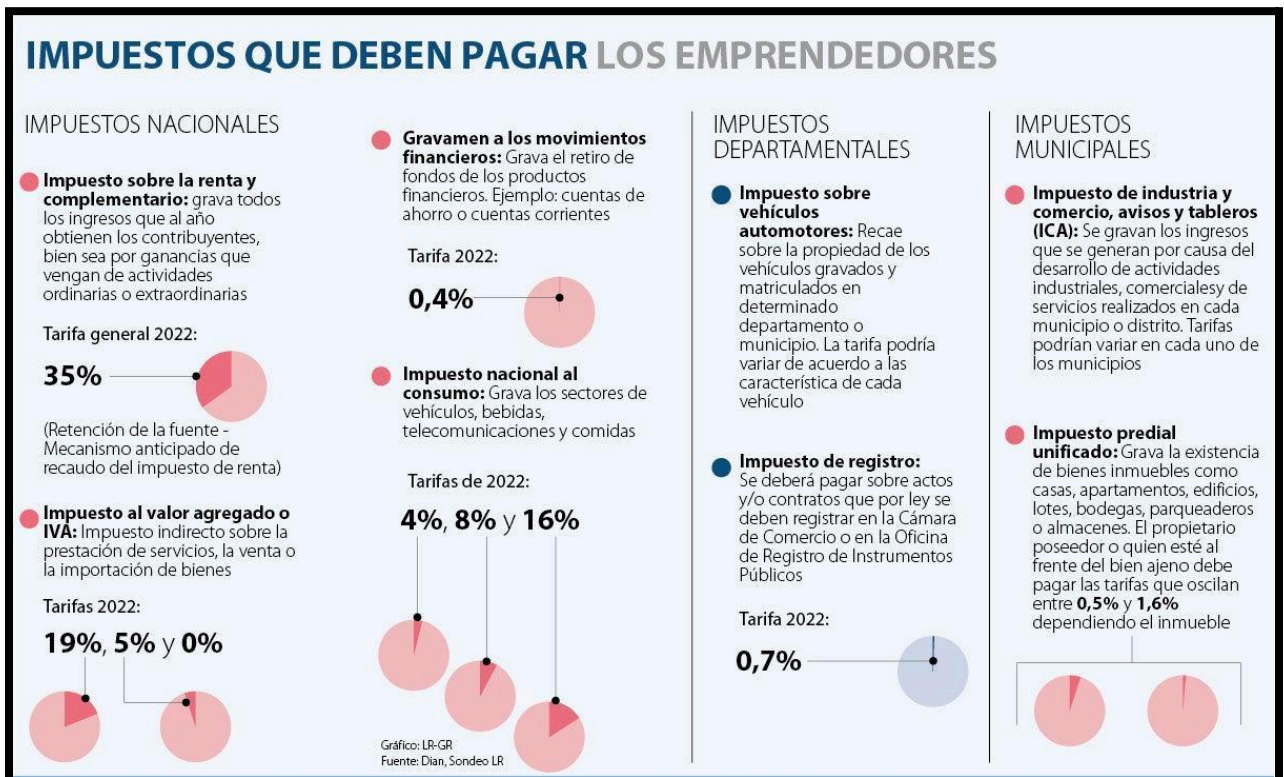 IMPUESTOS QUE DEBEN PAGAR LOS EMPRENDEDORES
IMPUESTOS NACIONALES
Impuesto sobre la renta y
complementario: grava todos
los ingresos que al año
obtienen los contribuyentes,
bien sea por ganancias que
vengan de actividades
ordinarias o extraordinarias
Tarifa general 2022:
35%
(Retención de la fuente -
Mecanismo anticipado de
recaudo del impuesto de renta)
Impuesto al valor agregado o
IVA: Impuesto indirecto sobre la
prestación de servicios, la venta o
la importación de bienes
Tarifas 2022:
19%, 5% y 0%
Gravamen a los movimientos
financieros: Grava el retiro de
fondos de los productos
financieros. Ejemplo: cuentas de
ahorro o cuentas corrientes
Tarifa 2022:
0,4%
Impuesto nacional al
consumo: Grava los sectores de
vehículos, bebidas,
telecomunicaciones y comidas
Tarifas de 2022:
4%, 8% y 16%
Gráfico: LR-GR
Fuente: Dian, Sondeo LR
IMPUESTOS
DEPARTAMENTALES
Impuesto sobre
vehículos
automotores: Recae
sobre la propiedad de los
vehículos gravados y
matriculados en
determinado
departamento o
municipio. La tarifa podría
variar de acuerdo a las
característica de cada
vehículo
Impuesto de registro:
Se deberá pagar sobre actos
y/o contratos que por ley se
deben registrar en la Cámara
de Comercio o en la Oficina
de Registro de Instrumentos
Públicos
Tarifa 2022:
0,7%
IMPUESTOS
MUNICIPALES
Impuesto de industria y
comercio, avisos y tableros
(ICA): Se gravan los ingresos
que se generan por causa del
desarrollo de actividades
industriales, comercialesy de
servicios realizados en cada
municipio o distrito. Tarifas
podrían variar en cada uno de
los municipios
Impuesto predial
unificado: Grava la existencia
de bienes inmuebles como
casas, apartamentos, edificios,
lotes, bodegas, parqueaderos
o almacenes. El propietario
poseedor o quien esté al
frente del bien ajeno debe
pagar las tarifas que oscilan
entre 0,5% y 1,6%
dependiendo el inmueble